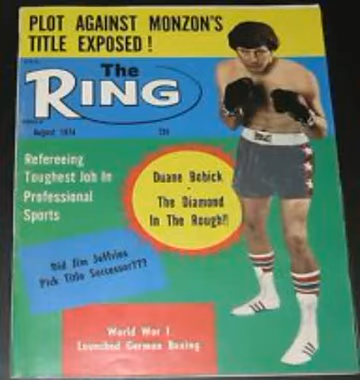 PLOT AGAINST MONZON'S
TITLE EXPOSED!
The
RING
August 1974
Refereeing
Toughest Job In
Professional
Sports
Duane Bobick
-
The Diamond
In The Rough!!
Did Jim Jeffries
Pick Title Successor???
World War I
Launched German Boxing